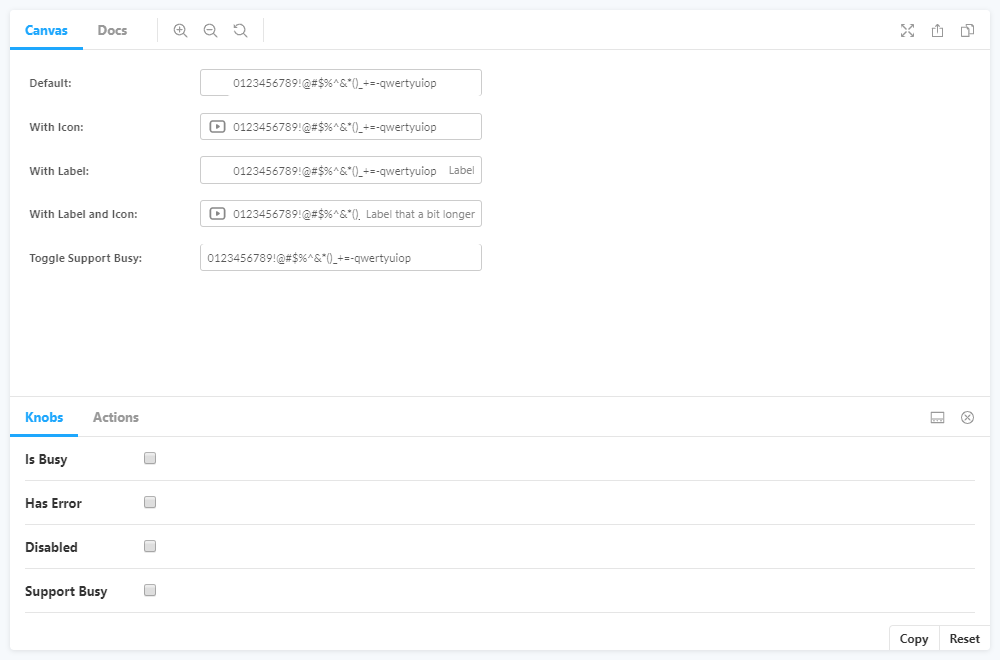 Canvas Docs
Default: 0123456789!@#$%^&*()_+=-qwertyuiop
With Icon: 0123456789!@#$%^&*()_+=-qwertyuiop
With Label: 0123456789!@#$%^&*()_+=-qwertyuiop Label
With Label and Icon: 0123456789!@#$%^&*()_ Label that a bit longer
Toggle Support Busy: 0123456789!@#$%^&*()_+=-qwertyuiop
Knobs Actions
Is Busy
Has Error
Disabled
Support Busy
Copy Reset